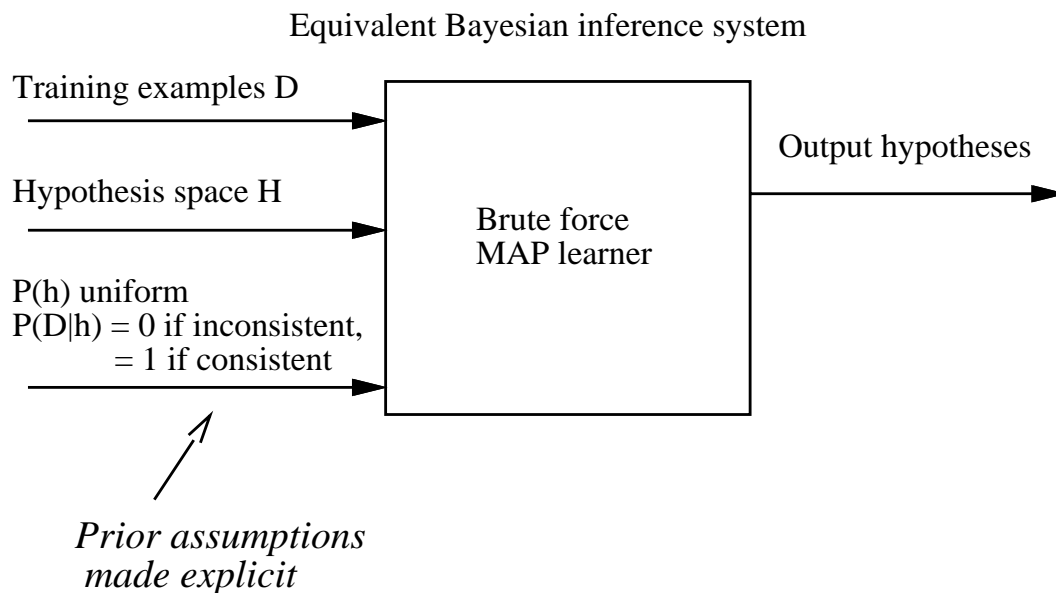 Equivalent Bayesian inference system
Training examples D
Hypothesis space H
P(h) uniform
P(D|h) = 0 if inconsistent,
= 1 if consistent
Brute force
MAP learner
Output hypotheses
Prior assumptions
made explicit